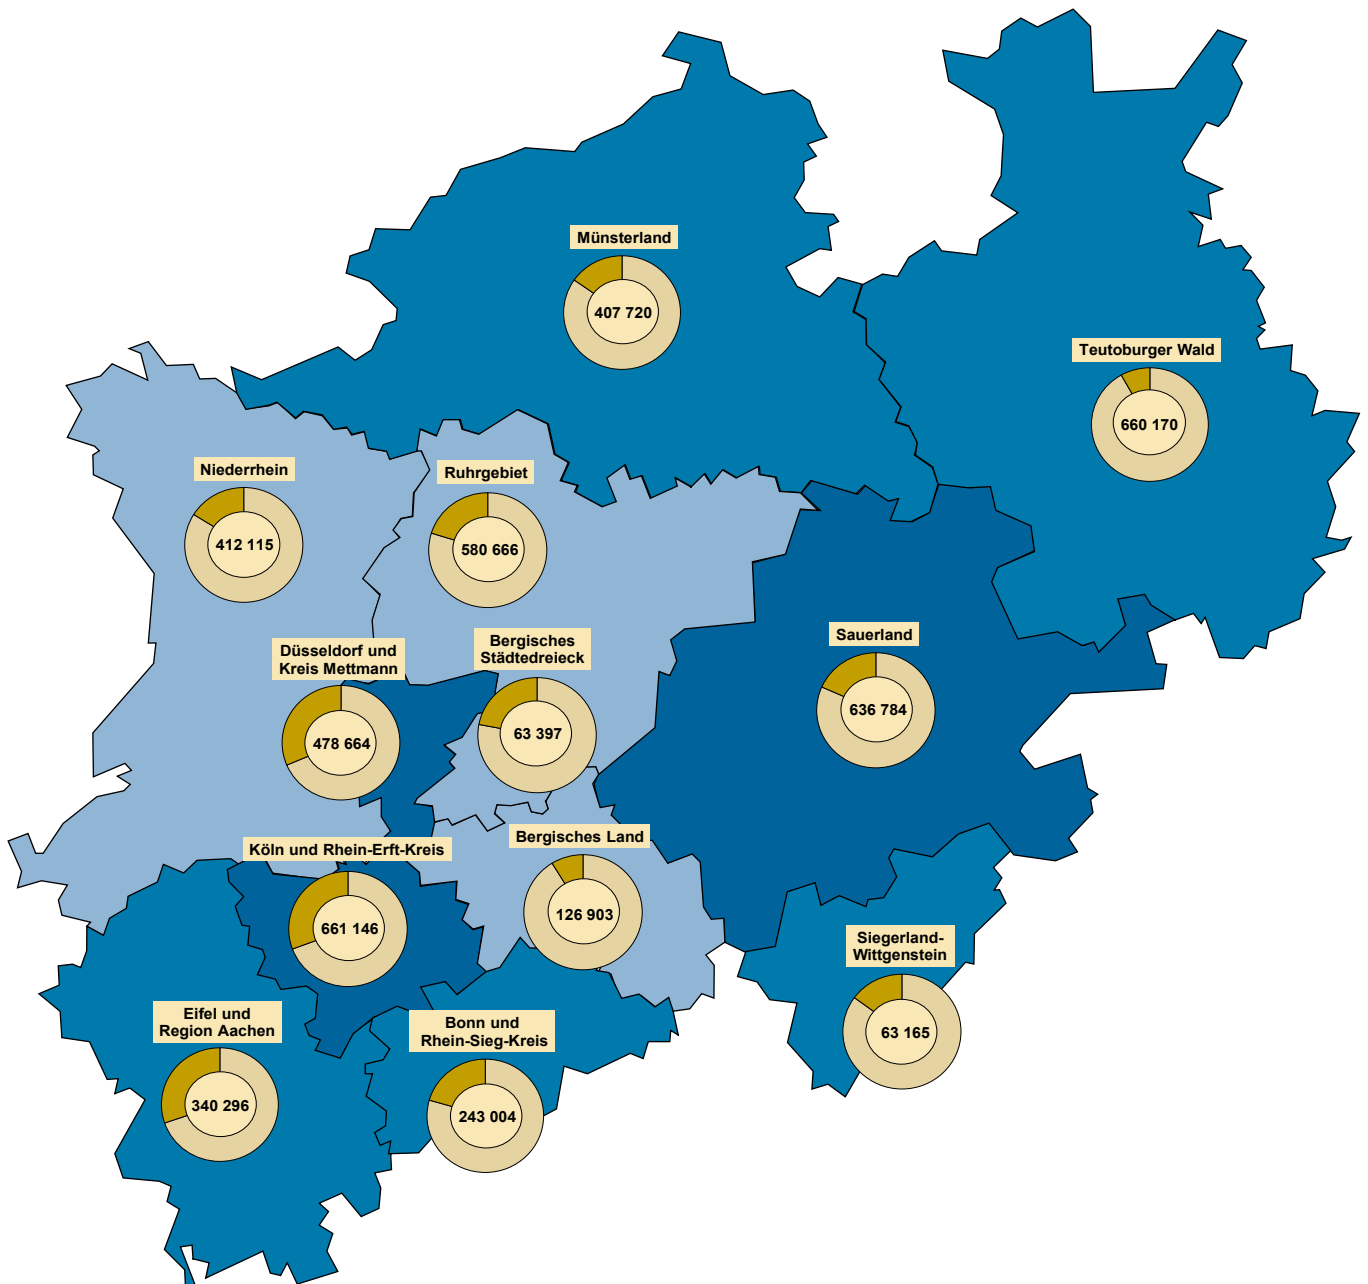 Münsterland
407 720
Teutoburger Wald
660 170
Niederrhein
412 115
Ruhrgebiet
580 666
Düsseldorf und
Kreis Mettmann
478 664
Bergisches
Städtedreieck
63 397
Sauerland
636 784
Köln und Rhein-Erft-Kreis
661 146
Bergisches Land
126 903
Siegerland-
Wittgenstein
63 165
Eifel und
Region Aachen
340 296
Bonn und
Rhein-Sieg-Kreis
243 004